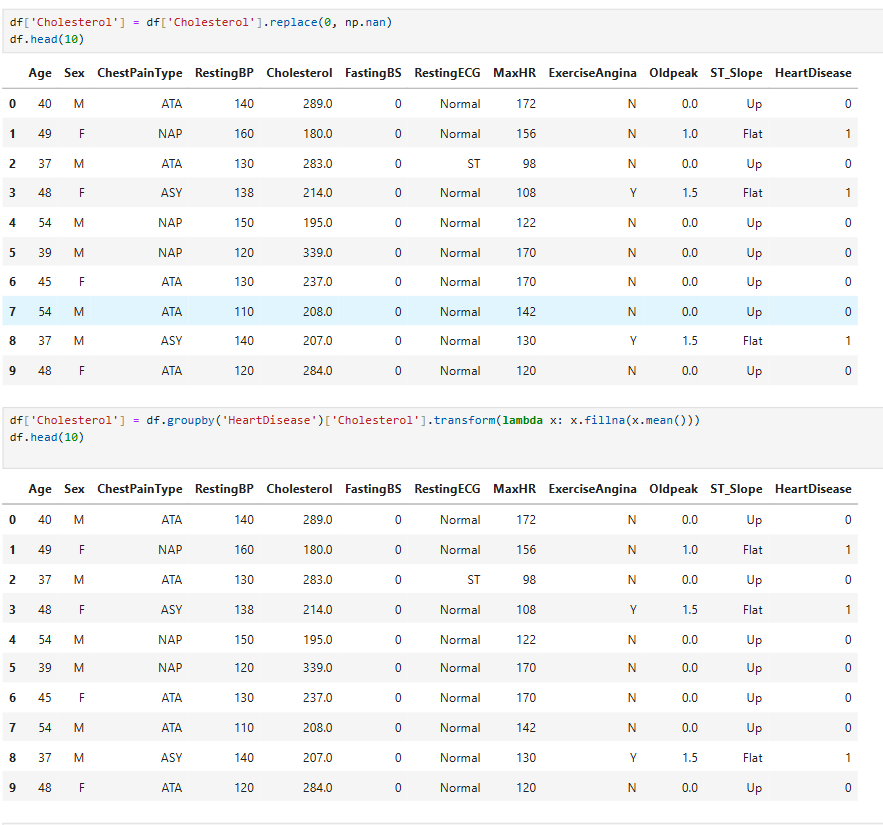 df['Cholesterol'] = df['Cholesterol'].replace(0, np.nan)
df.head(10)
Age Sex ChestPainType RestingBP Cholesterol FastingBS RestingECG MaxHR ExerciseAngina Oldpeak ST_Slope HeartDisease
0 40 M ATA 140 289.0 0 Normal 172 N 0.0 Up 0
1 49 F NAP 160 180.0 0 Normal 156 N 1.0 Flat 1
2 37 M ATA 130 283.0 0 ST 98 N 0.0 Up 0
3 48 F ASY 138 214.0 0 Normal 108 Y 1.5 Flat 1
4 54 M NAP 150 195.0 0 Normal 122 N 0.0 Up 0
5 39 M NAP 120 339.0 0 Normal 170 N 0.0 Up 0
6 45 F ATA 130 237.0 0 Normal 170 N 0.0 Up 0
7 54 M ATA 110 208.0 0 Normal 142 N 0.0 Up 0
8 37 M ASY 140 207.0 0 Normal 130 Y 1.5 Flat 1
9 48 F ATA 120 284.0 0 Normal 120 N 0.0 Up 0
df['Cholesterol'] = df.groupby('HeartDisease')['Cholesterol'].transform(lambda x: x.fillna(x.mean()))
df.head(10)
Age Sex ChestPainType RestingBP Cholesterol FastingBS RestingECG MaxHR ExerciseAngina Oldpeak ST_Slope HeartDisease
0 40 M ATA 140 289.0 0 Normal 172 N 0.0 Up 0
1 49 F NAP 160 180.0 0 Normal 156 N 1.0 Flat 1
2 37 M ATA 130 283.0 0 ST 98 N 0.0 Up 0
3 48 F ASY 138 214.0 0 Normal 108 Y 1.5 Flat 1
4 54 M NAP 150 195.0 0 Normal 122 N 0.0 Up 0
5 39 M NAP 120 339.0 0 Normal 170 N 0.0 Up 0
6 45 F ATA 130 237.0 0 Normal 170 N 0.0 Up 0
7 54 M ATA 110 208.0 0 Normal 142 N 0.0 Up 0
8 37 M ASY 140 207.0 0 Normal 130 Y 1.5 Flat 1
9 48 F ATA 120 284.0 0 Normal 120 N 0.0 Up 0